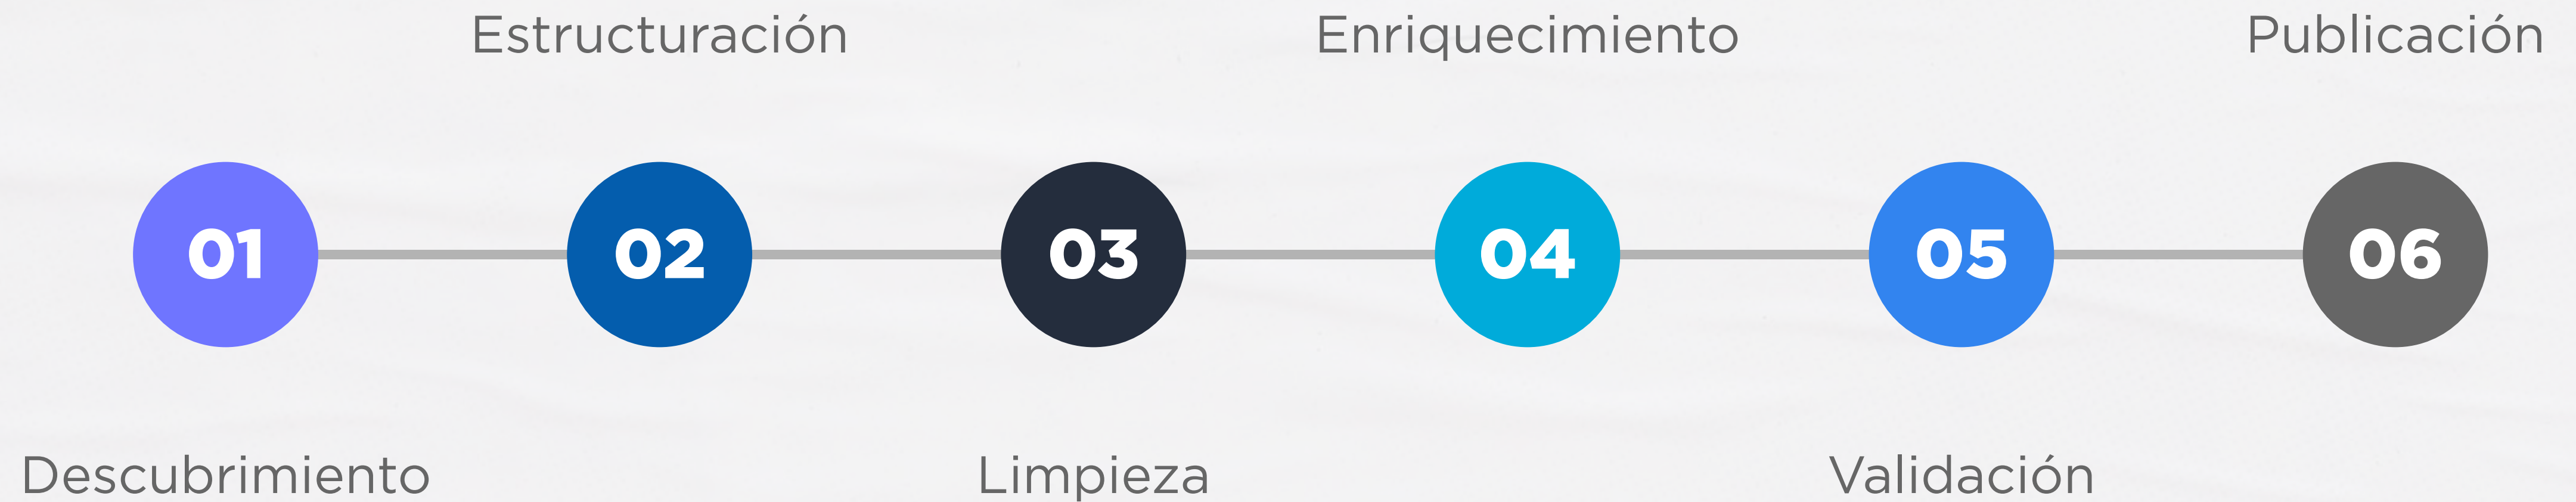 Estructuración
Enriquecimiento
Publicación
01
02
03
04
05
06
Descubrimiento
Limpieza
Validación